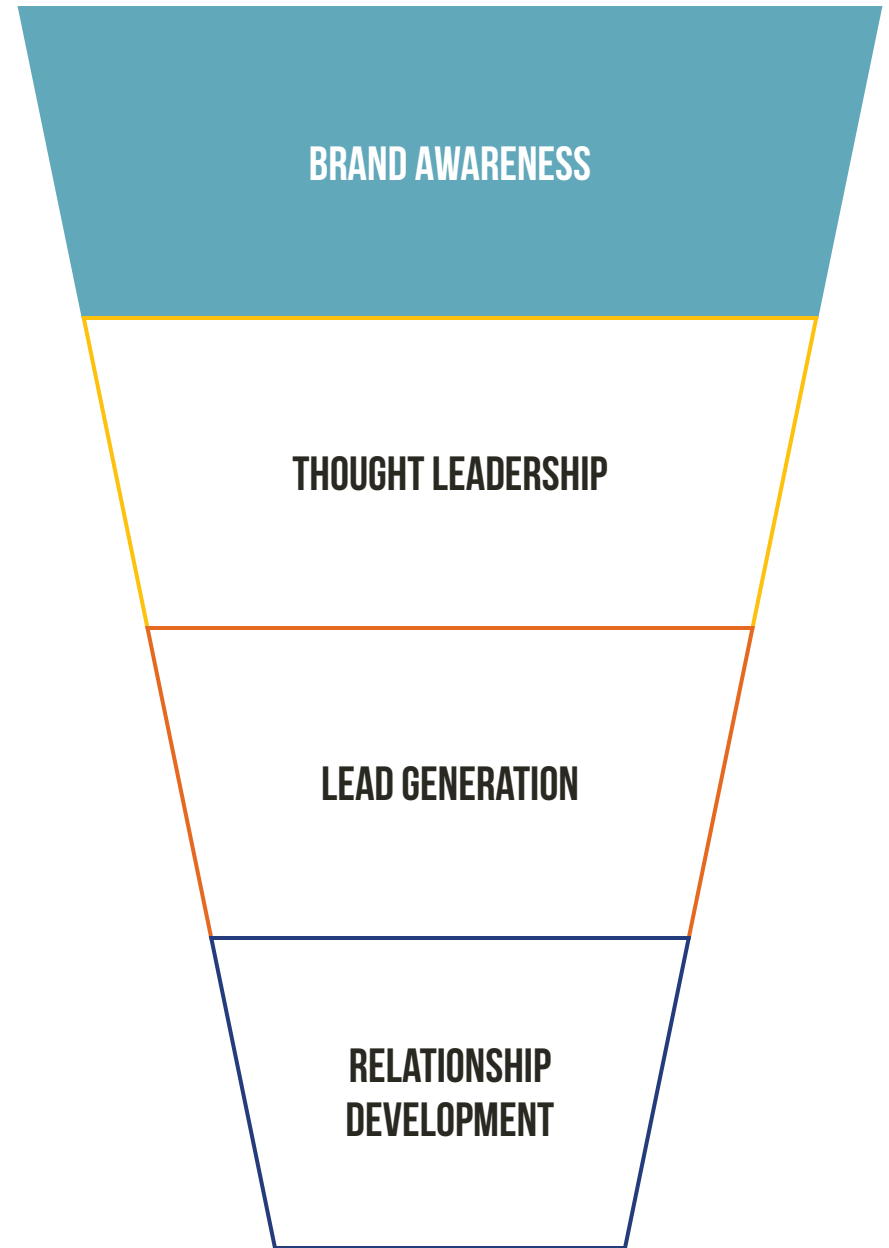 BRAND AWARENESS
THOUGHT LEADERSHIP
LEAD GENERATION
RELATIONSHIP
DEVELOPMENT